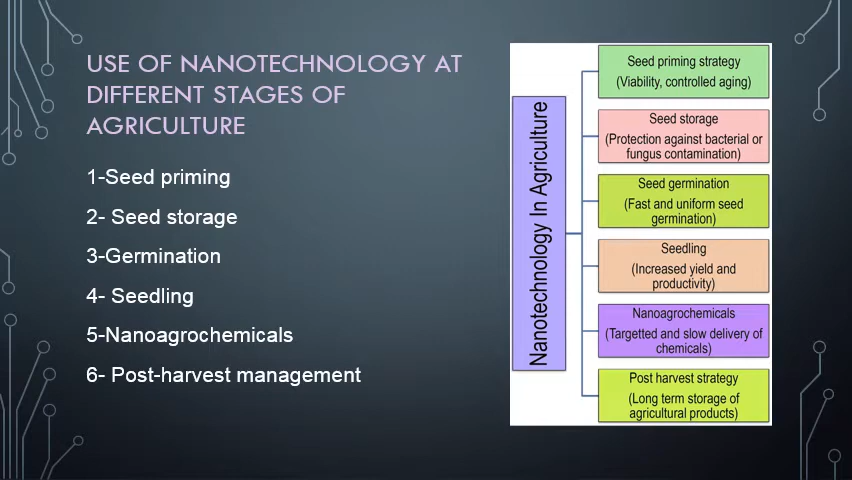 USE OF NANOTECHNOLOGY AT
DIFFERENT STAGES OF
AGRICULTURE
1-Seed priming
2- Seed storage
3-Germination
4- Seedling
5-Nanoagrochemicals
6- Post-harvest management
Nanotechnology In Agriculture
Seed priming strategy
(Viability, controlled aging)
Seed storage
(Protection against bacterial or
fungus contamination)
Seed germination
(Fast and uniform seed
germination)
Seedling
(Increased yield and
productivity)
Nanoagrochemicals
(Targetted and slow delivery of
chemicals)
Post harvest strategy
(Long term storage of
agricultural products)